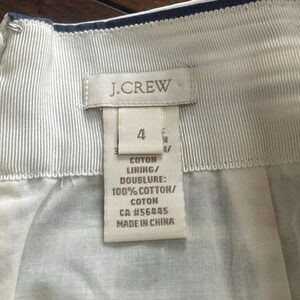 J.CREW
4
COTON
LINING/
DOUBLURE:
100% COTTON/
COTON
CA #56445
MADE IN CHINA